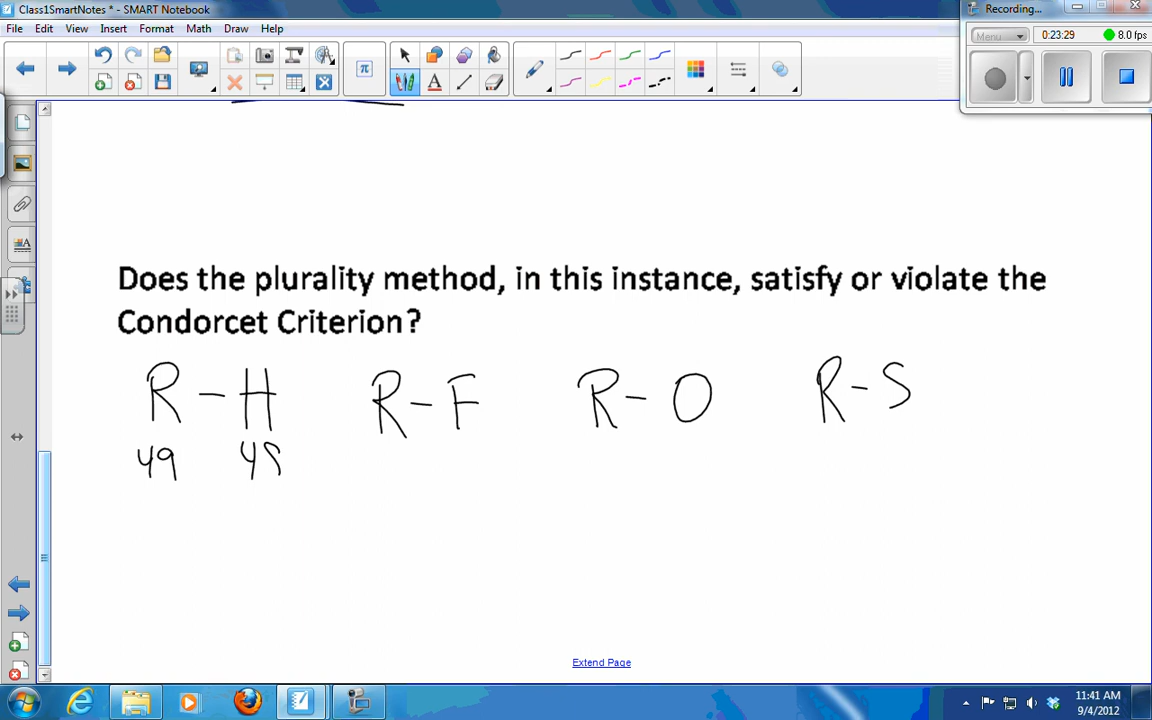 Class1SmartNotes * - SMART Notebook
Recording...
File Edit View Insert Format Math Draw Help
Menu
0:23:29
8.0 fps
π
A
Does the plurality method, in this instance, satisfy or violate the
Condorcet Criterion?
R - H R - F R - O R - S
49
Extend Page
11:41 AM
9/4/2012